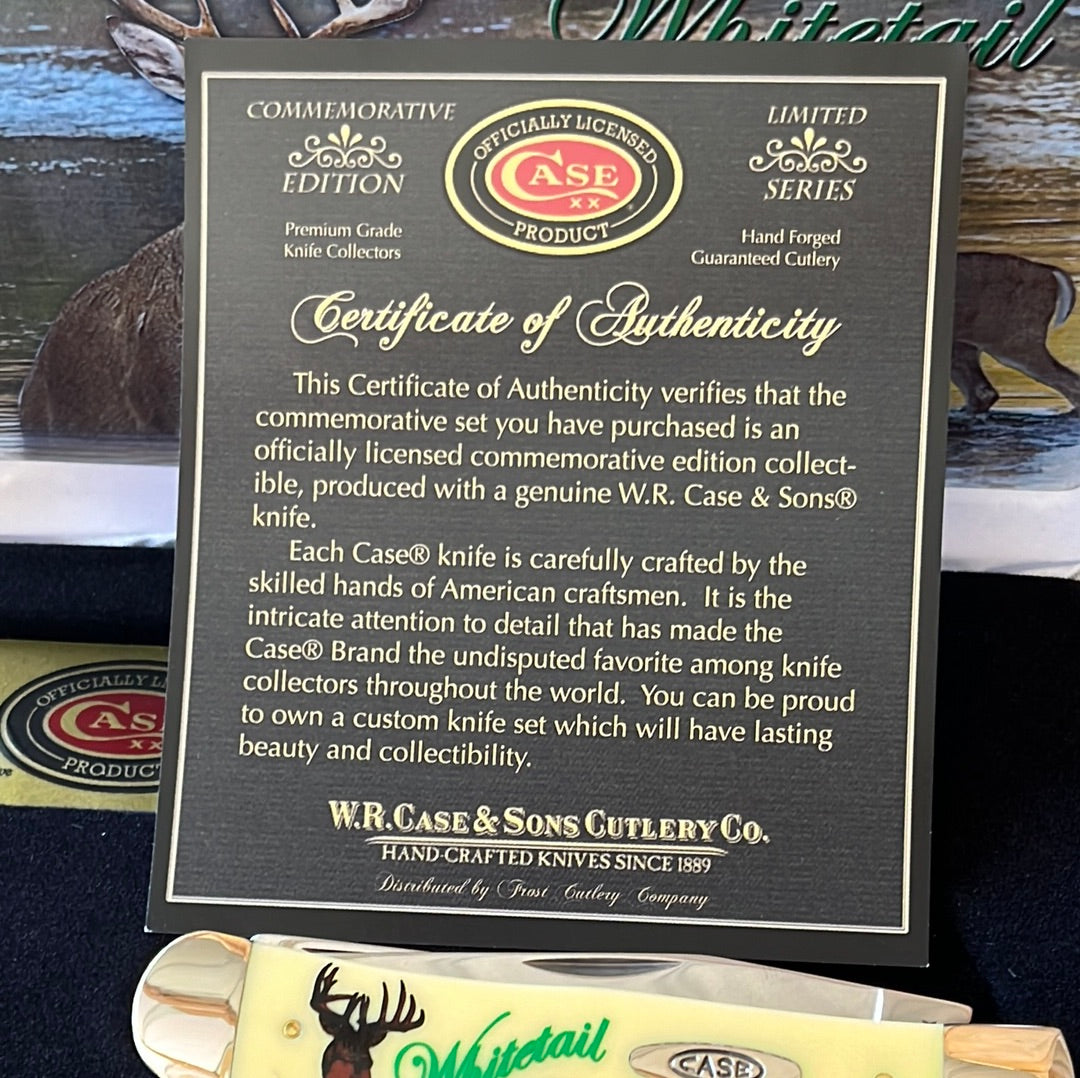 Whitetail
COMMEMORATIVE
EDITION
Premium Grade
Knife Collectors
OFFICIALLY LICENSED
CASE
XX
PRODUCT
LIMITED
SERIES
Hand Forged
Guaranteed Cutlery
Certificate of Authenticity
This Certificate of Authenticity verifies that the
commemorative set you have purchased is an
officially licensed commemorative edition collect-
ible, produced with a genuine W.R. Case & Sons®
knife.
Each Case® knife is carefully crafted by the
skilled hands of American craftsmen. It is the
intricate attention to detail that has made the
Case® Brand the undisputed favorite among knife
collectors throughout the world. You can be proud
to own a custom knife set which will have lasting
beauty and collectibility.
W.R. CASE & SONS CUTLERY CO.
HAND-CRAFTED KNIVES SINCE 1889
Distributed by Frost Cutlery Company
OFFICIALLY LI
CAS
XX
PRODUC
Whitetail
CASE